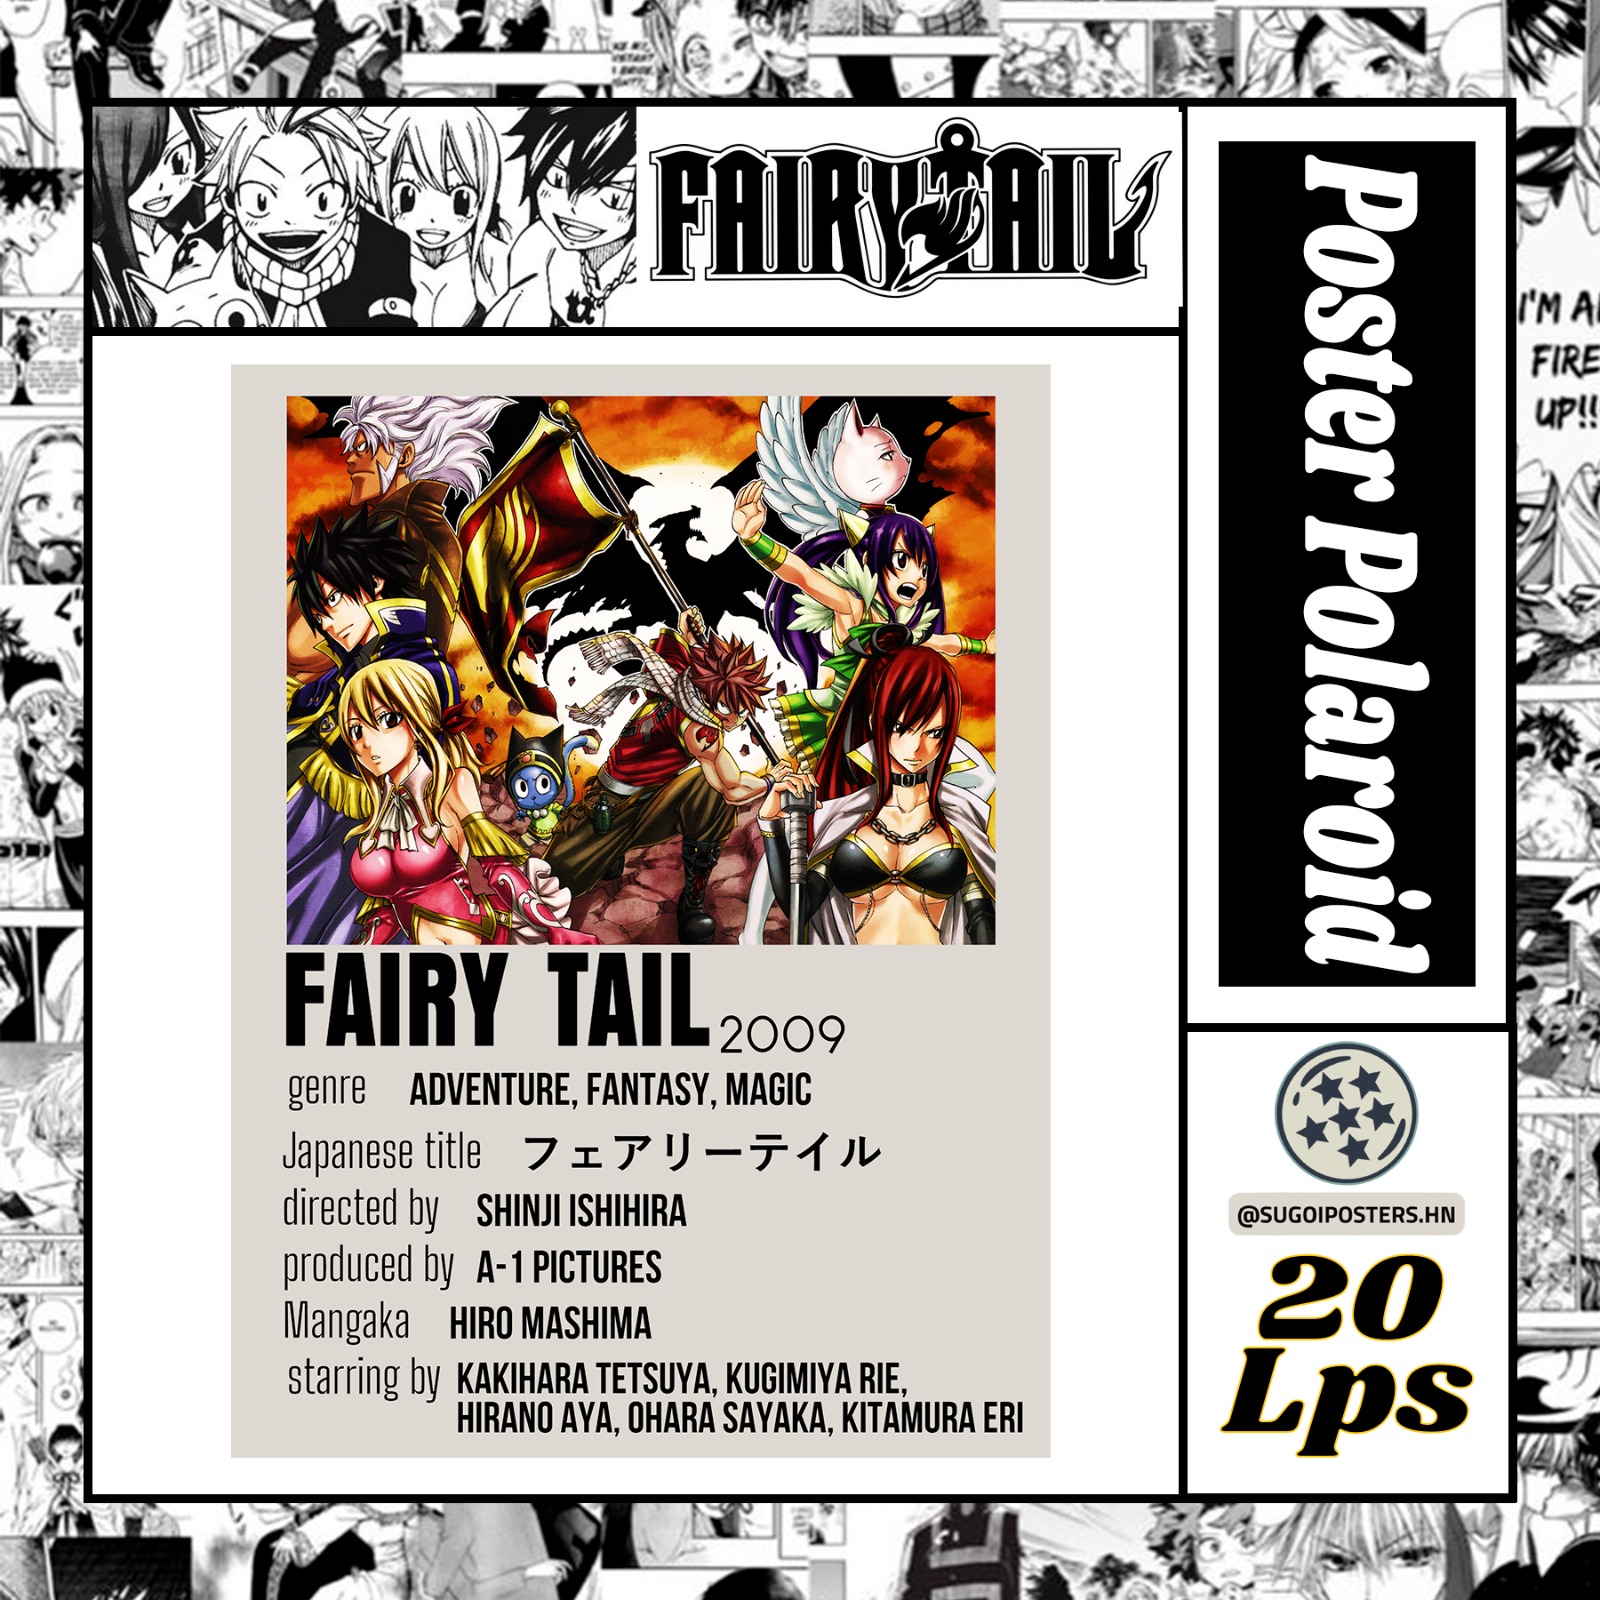 FAIRY TAIL
Poster Polaroid
FAIRY TAIL 2009
genre ADVENTURE, FANTASY, MAGIC
Japanese title フェアリーテイル
directed by SHINJI ISHIHIRA
produced by A-1 PICTURES
Mangaka HIRO MASHIMA
starring by KAKIHARA TETSUYA, KUGIMIYA RIE,
HIRANO AYA, OHARA SAYAKA, KITAMURA ERI
@SUGOIPOSTERS.HN
20
Lps
I'M
FIRE
UP!!